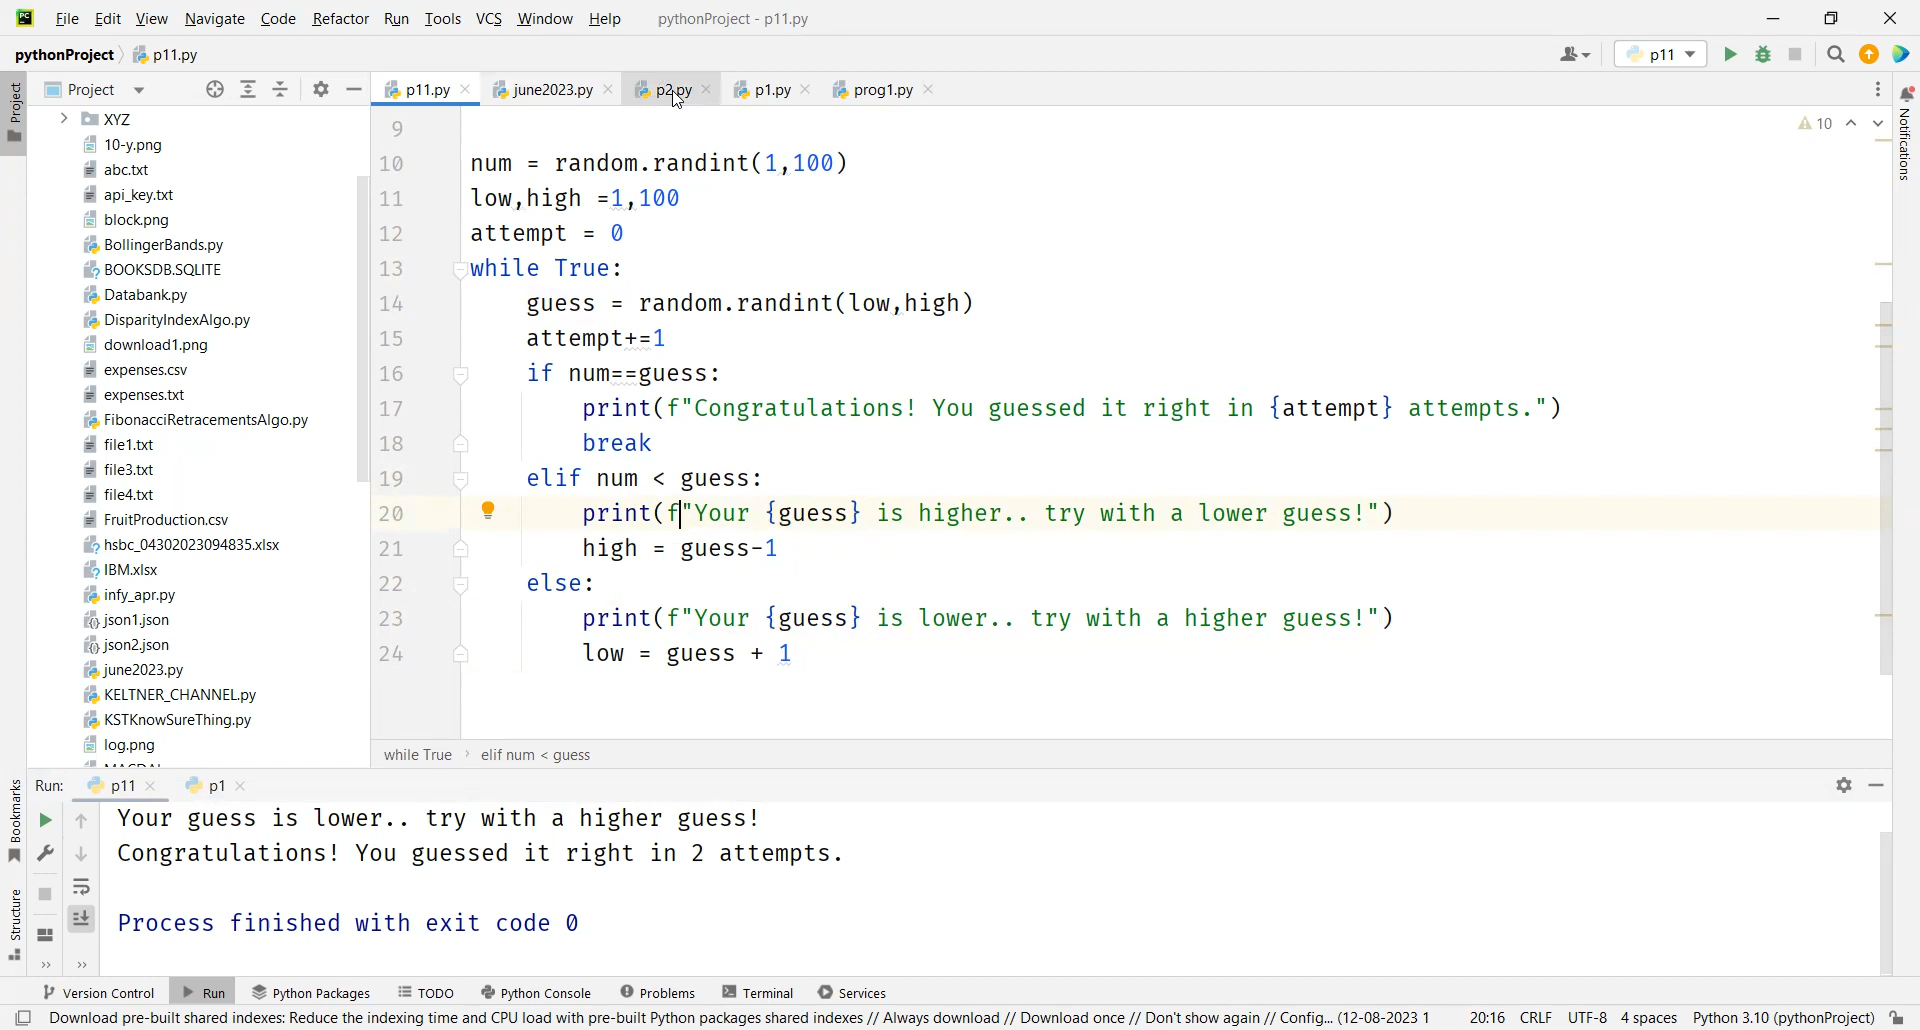 PC File Edit View Navigate Code Refactor Run Tools VCS Window Help pythonProject - p11.py
pythonProject p11.py p11
Project p11.py june2023.py p2.py p1.py prog1.py
Project
Notifications
Bookmarks
Structure
XYZ
10-y.png
abc.txt
api_key.txt
block.png
BollingerBands.py
BOOKSDB.SQLITE
Databank.py
DisparityIndexAlgo.py
download1.png
expenses.csv
expenses.txt
FibonacciRetracementsAlgo.py
file1.txt
file3.txt
file4.txt
FruitProduction.csv
hsbc_04302023094835.xlsx
IBM.xlsx
infy_apr.py
json1.json
json2.json
june2023.py
KELTNER_CHANNEL.py
KSTKnowSureThing.py
log.png
10
9
10 num = random.randint(1,100)
11 low,high =1,100
12 attempt = 0
13 while True:
14 guess = random.randint(low,high)
15 attempt+=1
16 if num==guess:
17 print(f"Congratulations! You guessed it right in {attempt} attempts.")
18 break
19 elif num < guess:
20 print(f"Your {guess} is higher.. try with a lower guess!")
21 high = guess-1
22 else:
23 print(f"Your {guess} is lower.. try with a higher guess!")
24 low = guess + 1
while True › elif num < guess
Run: p11 p1
Your guess is lower.. try with a higher guess!
Congratulations! You guessed it right in 2 attempts.
Process finished with exit code 0
Version Control Run Python Packages TODO Python Console Problems Terminal Services
Download pre-built shared indexes: Reduce the indexing time and CPU load with pre-built Python packages shared indexes // Always download // Download once // Don't show again // Config... (12-08-2023 1 20:16 CRLF UTF-8 4 spaces Python 3.10 (pythonProject)